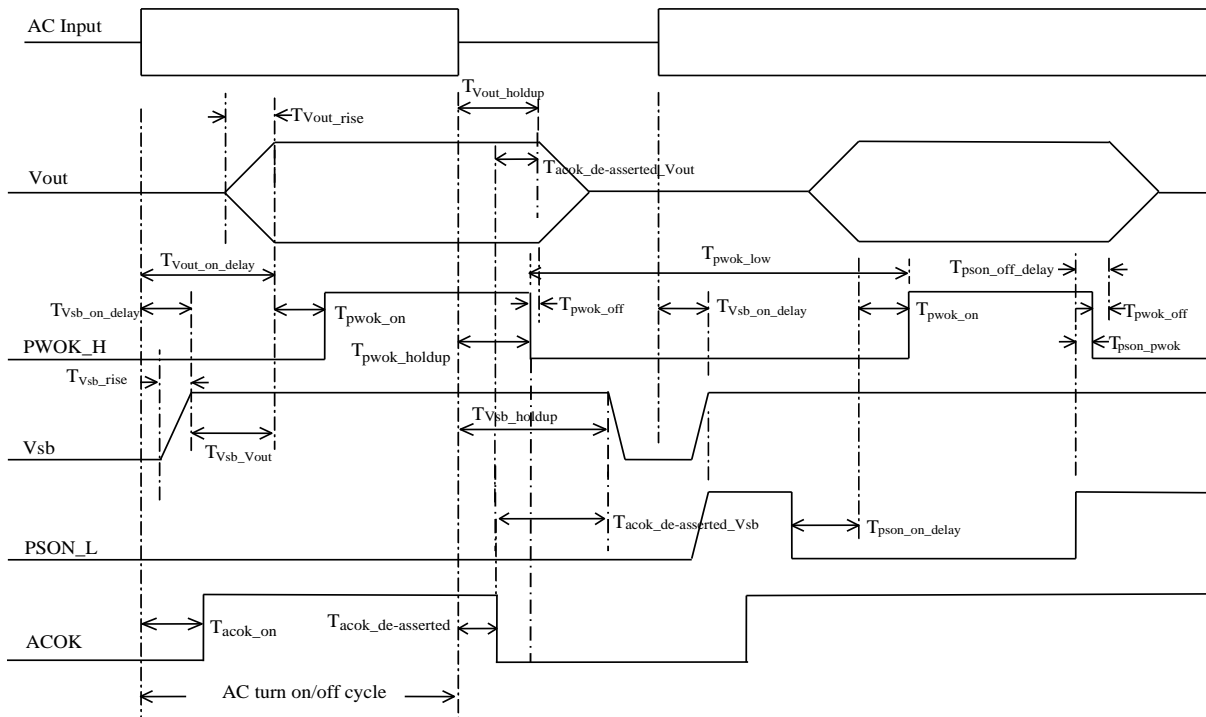 AC Input
TVout_holdup
TVout_rise
Tacok_de-asserted_Vout
Vout
TVout_on_delay
Tpwok_low
Tpson_off_delay
TVsb_on_delay
Tpwok_on
Tpwok_off
TVsb_on_delay
Tpwok_on
Tpwok_off
PWOK_H
Tpwok_holdup
Tpson_pwok
TVsb_rise
TVsb_holdup
Vsb
TVsb_Vout
Tacok_de-asserted_Vsb
Tpson_on_delay
PSON_L
Tacok_on
Tacok_de-asserted
ACOK
AC turn on/off cycle